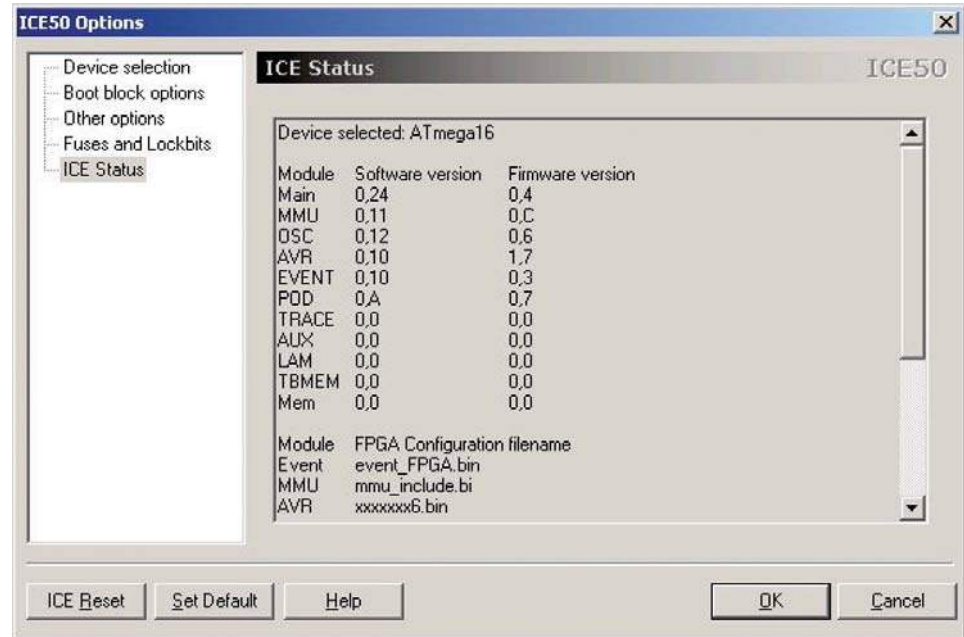 ICE50 Options
Device selection
Boot block options
Other options
Fuses and Lockbits
ICE Status
ICE Status ICE50
Device selected: ATmega16
Module Software version Firmware version
Main 0,24 0,4
MMU 0,11 0,C
OSC 0,12 0,6
AVR 0,10 1,7
EVENT 0,10 0,3
POD 0,A 0,7
TRACE 0,0 0,0
AUX 0,0 0,0
LAM 0,0 0,0
TBMEM 0,0 0,0
Mem 0,0 0,0
Module FPGA Configuration filename
Event event_FPGA.bin
MMU mmu_include.bi
AVR xxxxxxx6.bin
ICE Reset Set Default Help OK Cancel